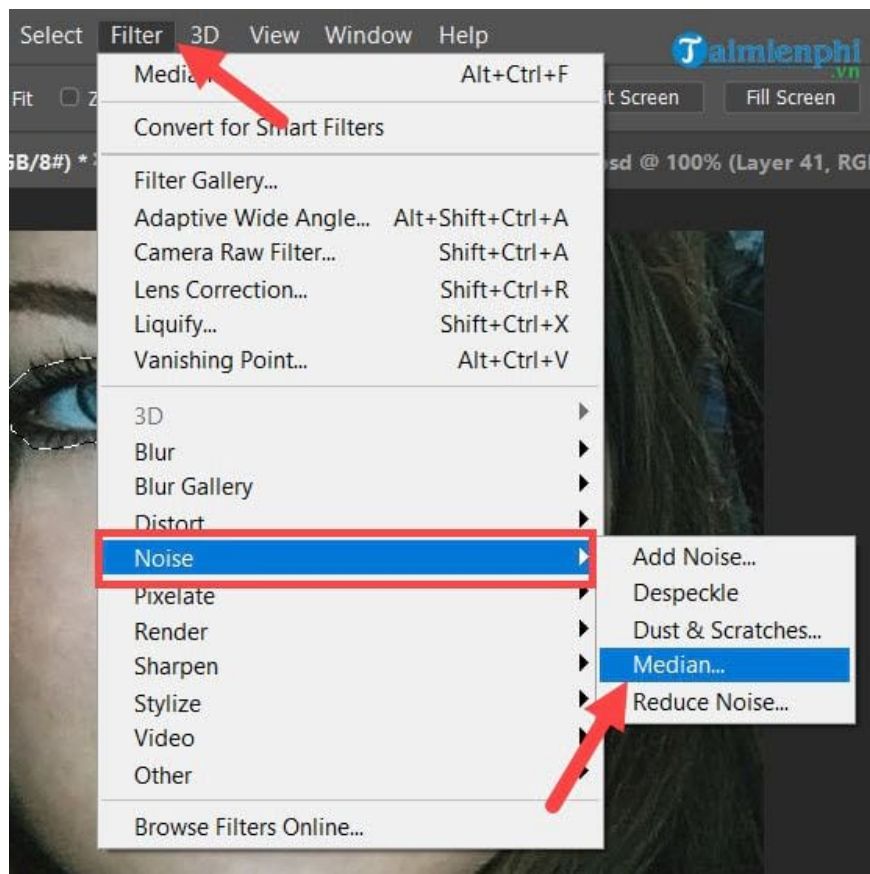 Select Filter 3D View Window Help
Taimienphi
.vn
Fit
t Screen Fill Screen
Alt+Ctrl+F
Convert for Smart Filters
GB/8#) *
sd @ 100% (Layer 41, RG
Filter Gallery...
Adaptive Wide Angle... Alt+Shift+Ctrl+A
Camera Raw Filter... Shift+Ctrl+A
Lens Correction... Shift+Ctrl+R
Liquify... Shift+Ctrl+X
Vanishing Point... Alt+Ctrl+V
3D
Blur
Blur Gallery
Distort
Noise
Add Noise...
Pixelate
Despeckle
Render
Dust & Scratches...
Sharpen
Median...
Stylize
Reduce Noise...
Video
Other
Browse Filters Online...